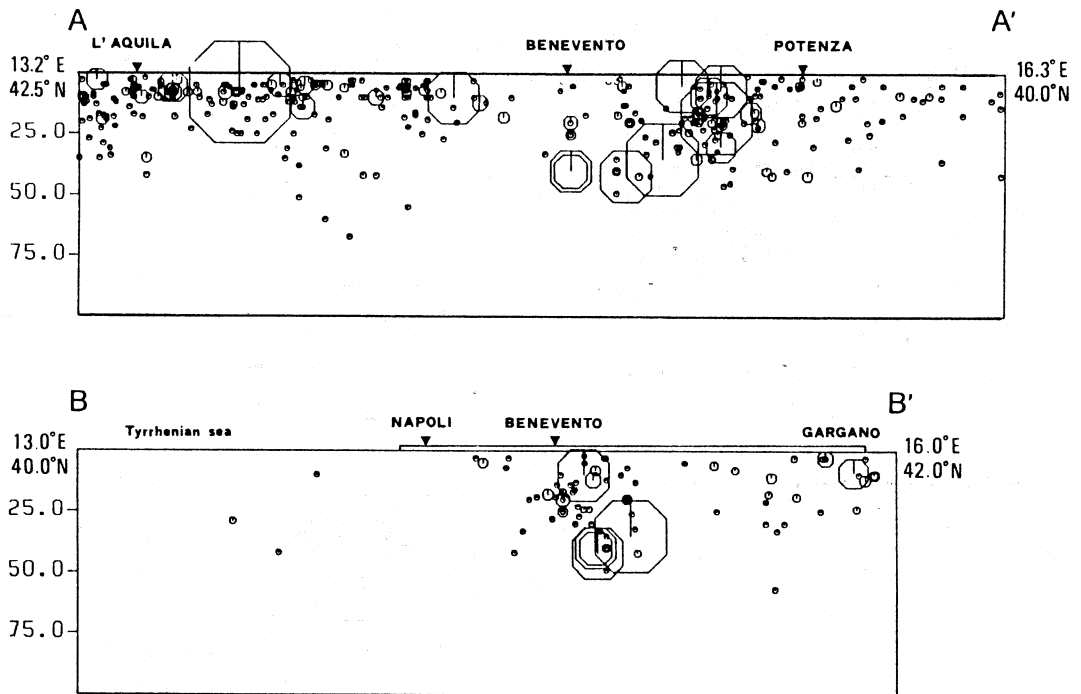 A A'
L'AQUILA BENEVENTO POTENZA
13.2°E 16.3°E
42.5°N 40.0°N
25.0
50.0
75.0
B B'
Tyrrhenian sea NAPOLI BENEVENTO GARGANO
13.0°E 16.0°E
40.0°N 42.0°N
25.0
50.0
75.0